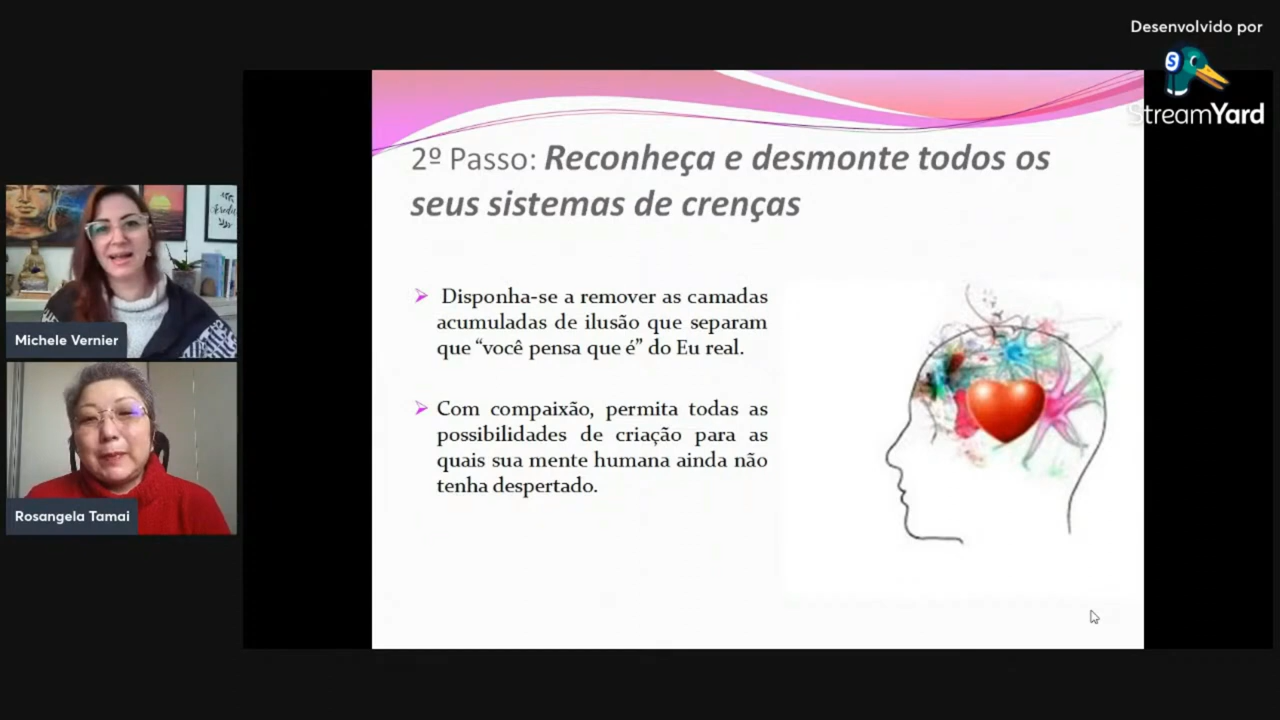 Desenvolvido por
StreamYard
2º Passo: Reconheça e desmonte todos os
seus sistemas de crenças
Disponha-se a remover as camadas
acumuladas de ilusão que separam
que “você pensa que é” do Eu real.
Com compaixão, permita todas as
possibilidades de criação para as
quais sua mente humana ainda não
tenha despertado.
Michele Vernier
Rosangela Tamai